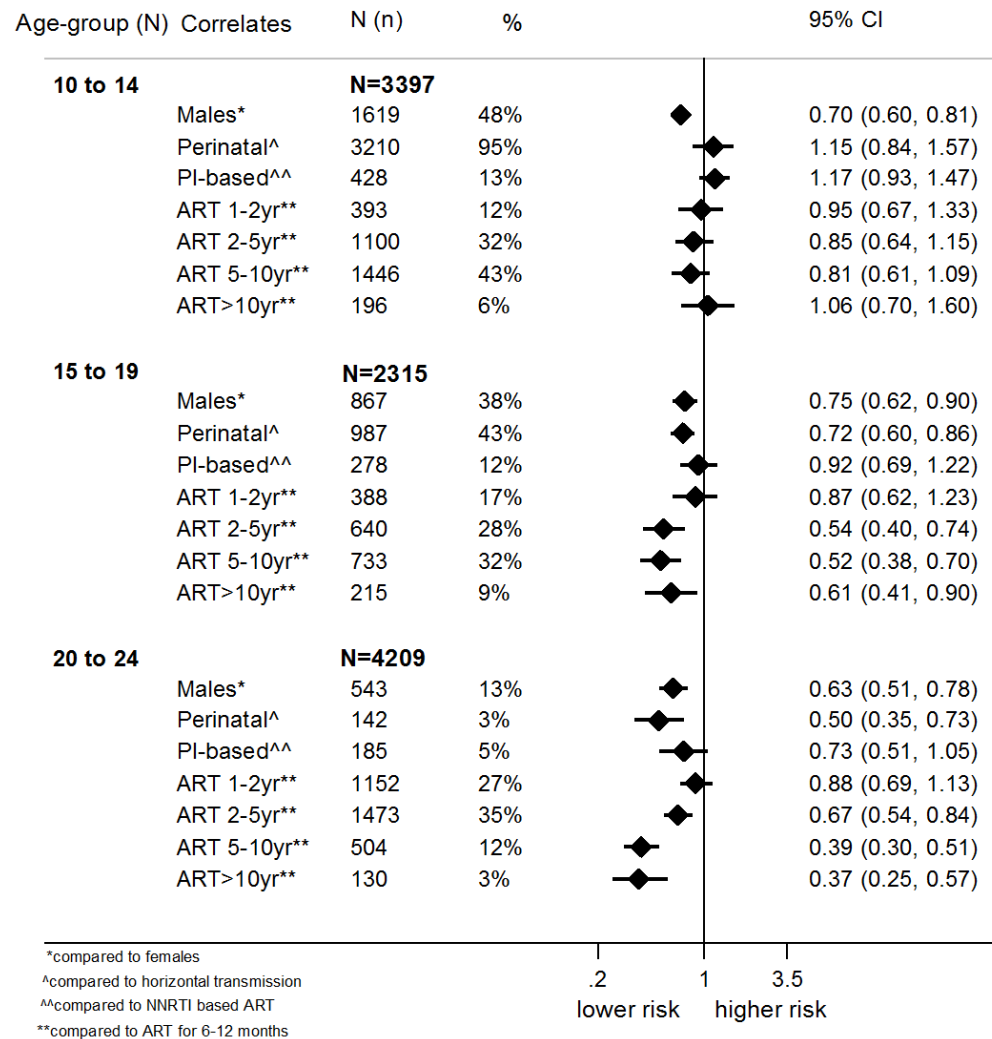 Age-group (N) Correlates N (n) % 95% CI
10 to 14 N=3397
Males* 1619 48% 0.70 (0.60, 0.81)
Perinatal^ 3210 95% 1.15 (0.84, 1.57)
PI-based^^ 428 13% 1.17 (0.93, 1.47)
ART 1-2yr** 393 12% 0.95 (0.67, 1.33)
ART 2-5yr** 1100 32% 0.85 (0.64, 1.15)
ART 5-10yr** 1446 43% 0.81 (0.61, 1.09)
ART>10yr** 196 6% 1.06 (0.70, 1.60)
15 to 19 N=2315
Males* 867 38% 0.75 (0.62, 0.90)
Perinatal^ 987 43% 0.72 (0.60, 0.86)
PI-based^^ 278 12% 0.92 (0.69, 1.22)
ART 1-2yr** 388 17% 0.87 (0.62, 1.23)
ART 2-5yr** 640 28% 0.54 (0.40, 0.74)
ART 5-10yr** 733 32% 0.52 (0.38, 0.70)
ART>10yr** 215 9% 0.61 (0.41, 0.90)
20 to 24 N=4209
Males* 543 13% 0.63 (0.51, 0.78)
Perinatal^ 142 3% 0.50 (0.35, 0.73)
PI-based^^ 185 5% 0.73 (0.51, 1.05)
ART 1-2yr** 1152 27% 0.88 (0.69, 1.13)
ART 2-5yr** 1473 35% 0.67 (0.54, 0.84)
ART 5-10yr** 504 12% 0.39 (0.30, 0.51)
ART>10yr** 130 3% 0.37 (0.25, 0.57)
.2 1 3.5
lower risk higher risk
*compared to females
^compared to horizontal transmission
^^compared to NNRTI based ART
**compared to ART for 6-12 months